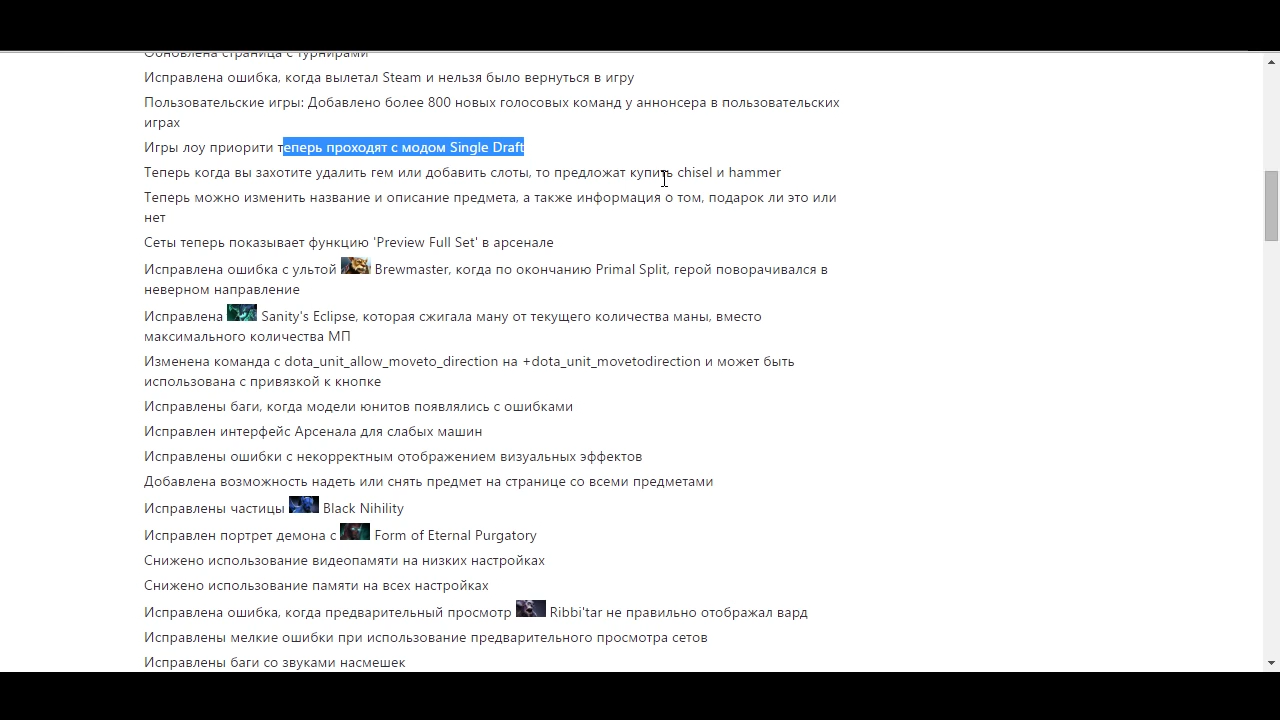 Обновлена страница с турнирами
Исправлена ошибка, когда вылетал Steam и нельзя было вернуться в игру
Пользовательские игры: Добавлено более 800 новых голосовых команд у аннонсера в пользовательских
играх
Игры лоу приорити теперь проходят с модом Single Draft
Теперь когда вы захотите удалить гем или добавить слоты, то предложат купить chisel и hammer
Теперь можно изменить название и описание предмета, а также информация о том, подарок ли это или
нет
Сеты теперь показывает функцию 'Preview Full Set' в арсенале
Исправлена ошибка с ультой Brewmaster, когда по окончанию Primal Split, герой поворачивался в
неверном направление
Исправлена Sanity's Eclipse, которая сжигала ману от текущего количества маны, вместо
максимального количества МП
Изменена команда с dota_unit_allow_moveto_direction на +dota_unit_movetodirection и может быть
использована с привязкой к кнопке
Исправлены баги, когда модели юнитов появлялись с ошибками
Исправлен интерфейс Арсенала для слабых машин
Исправлены ошибки с некорректным отображением визуальных эффектов
Добавлена возможность надеть или снять предмет на странице со всеми предметами
Исправлены частицы Black Nihility
Исправлен портрет демона с Form of Eternal Purgatory
Снижено использование видеопамяти на низких настройках
Снижено использование памяти на всех настройках
Исправлена ошибка, когда предварительный просмотр Ribbi'tar не правильно отображал вард
Исправлены мелкие ошибки при использование предварительного просмотра сетов
Исправлены баги со звуками насмешек